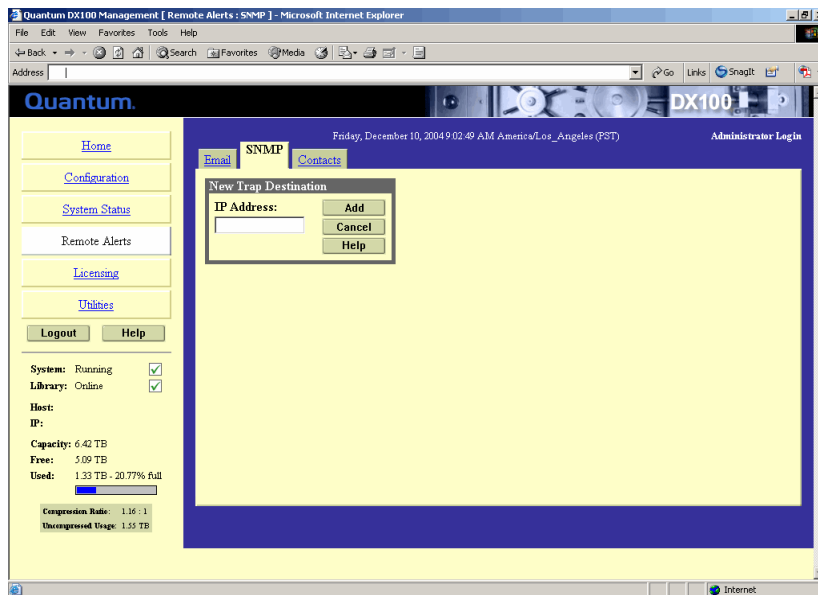 Quantum DX100 Management [ Remote Alerts : SNMP ] - Microsoft Internet Explorer
File Edit View Favorites Tools Help
Back Search Favorites Media
Address Go Links SnagIt
Quantum. DX100
Friday, December 10, 2004 9:02:49 AM America/Los_Angeles (PST) Administrator Login
Email SNMP Contacts
Home
Configuration
System Status
Remote Alerts
Licensing
Utilities
Logout Help
System: Running
Library: Online
Host:
IP:
Capacity: 6.42 TB
Free: 5.09 TB
Used: 1.33 TB - 20.77% full
Compression Ratio: 1.16 : 1
Uncompressed Usage: 1.55 TB
New Trap Destination
IP Address: Add
Cancel
Help
Internet